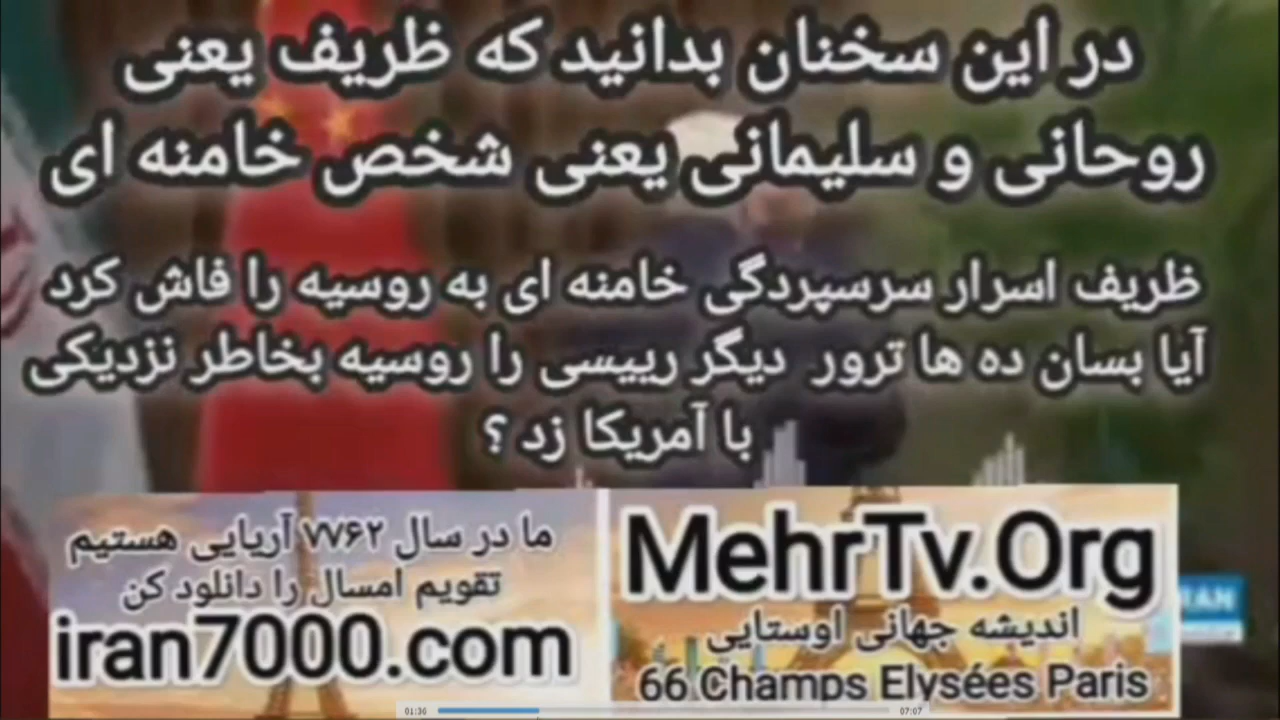 در این سخنان بدانید که ظریف یعنی
روحانی و سلیمانی یعنی شخص خامنه ای
ظریف اسرار سرسپردگی خامنه ای به روسیه را فاش کرد
آیا بسان ده ها ترور دیگر رییسی را روسیه بخاطر نزدیکی
با آمریکا زد ؟
ما در سال ۷۷۶۲ آریایی هستیم
تقویم امسال را دانلود کن
iran7000.com
MehrTv.Org
اندیشه جهانی اوستایی
66 Champs Elysées Paris
RAN
01:36
07:07